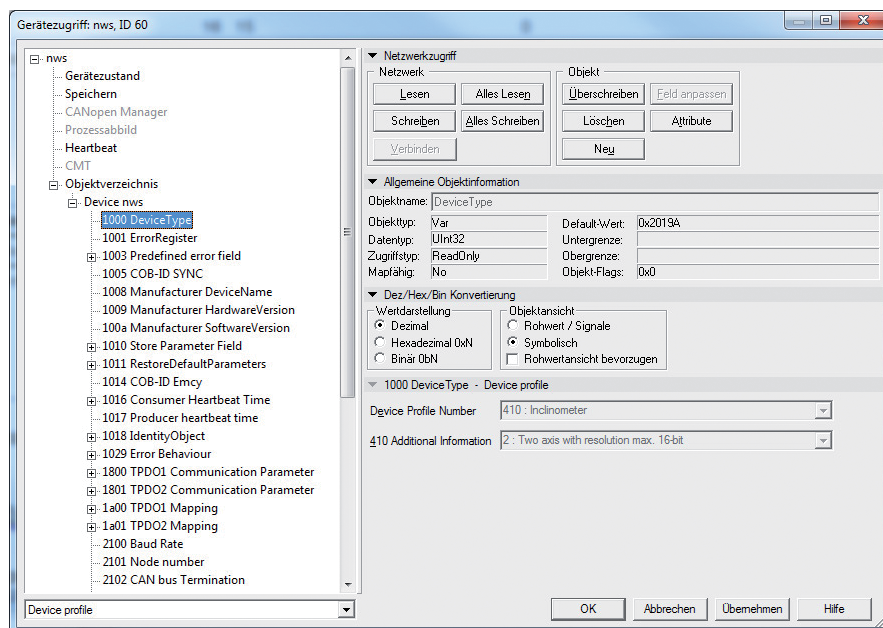 Gerätezugriff: nws, ID 60
nws
Gerätezustand
Speichern
CANopen Manager
Prozessabbild
Heartbeat
CMT
Objektverzeichnis
Device nws
1000 DeviceType
1001 ErrorRegister
1003 Predefined error field
1005 COB-ID SYNC
1008 Manufacturer DeviceName
1009 Manufacturer HardwareVersion
100a Manufacturer SoftwareVersion
1010 Store Parameter Field
1011 RestoreDefaultParameters
1014 COB-ID Emcy
1016 Consumer Heartbeat Time
1017 Producer heartbeat time
1018 IdentityObject
1029 Error Behaviour
1800 TPDO1 Communication Parameter
1801 TPDO2 Communication Parameter
1a00 TPDO1 Mapping
1a01 TPDO2 Mapping
2100 Baud Rate
2101 Node number
2102 CAN bus Termination
Device profile
Netzwerkzugriff
Netzwerk
Lesen Alles Lesen
Schreiben Alles Schreiben
Verbinden
Objekt
Überschreiben Feld anpassen
Löschen Attribute
Neu
Allgemeine Objektinformation
Objektname: DeviceType
Objekttyp: Var Default-Wert: 0x2019A
Datentyp: UInt32 Untergrenze:
Zugriffstyp: ReadOnly Obergrenze:
Mapfähig: No Objekt-Flags: 0x0
Dez/Hex/Bin Konvertierung
Wertdarstellung
Dezimal
Hexadezimal 0xN
Binär 0bN
Objektansicht
Rohwert / Signale
Symbolisch
Rohwertansicht bevorzugen
1000 DeviceType - Device profile
Device Profile Number 410 : Inclinometer
410 Additional Information 2 : Two axis with resolution max. 16-bit
OK Abbrechen Übernehmen Hilfe